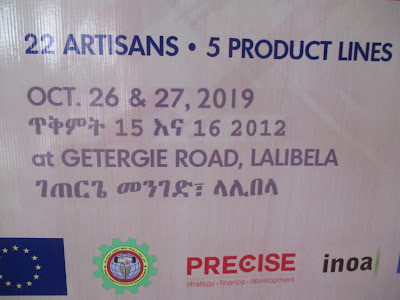 22 ARTISANS • 5 PRODUCT LINES
OCT. 26 & 27, 2019
ጥቅምት 15 እና 16 2012
at GETERGIE ROAD, LALIBELA
ገጠርጌ መንገድ፣ ላሊበላ
PRECISE
strategy • finance • development
inoa